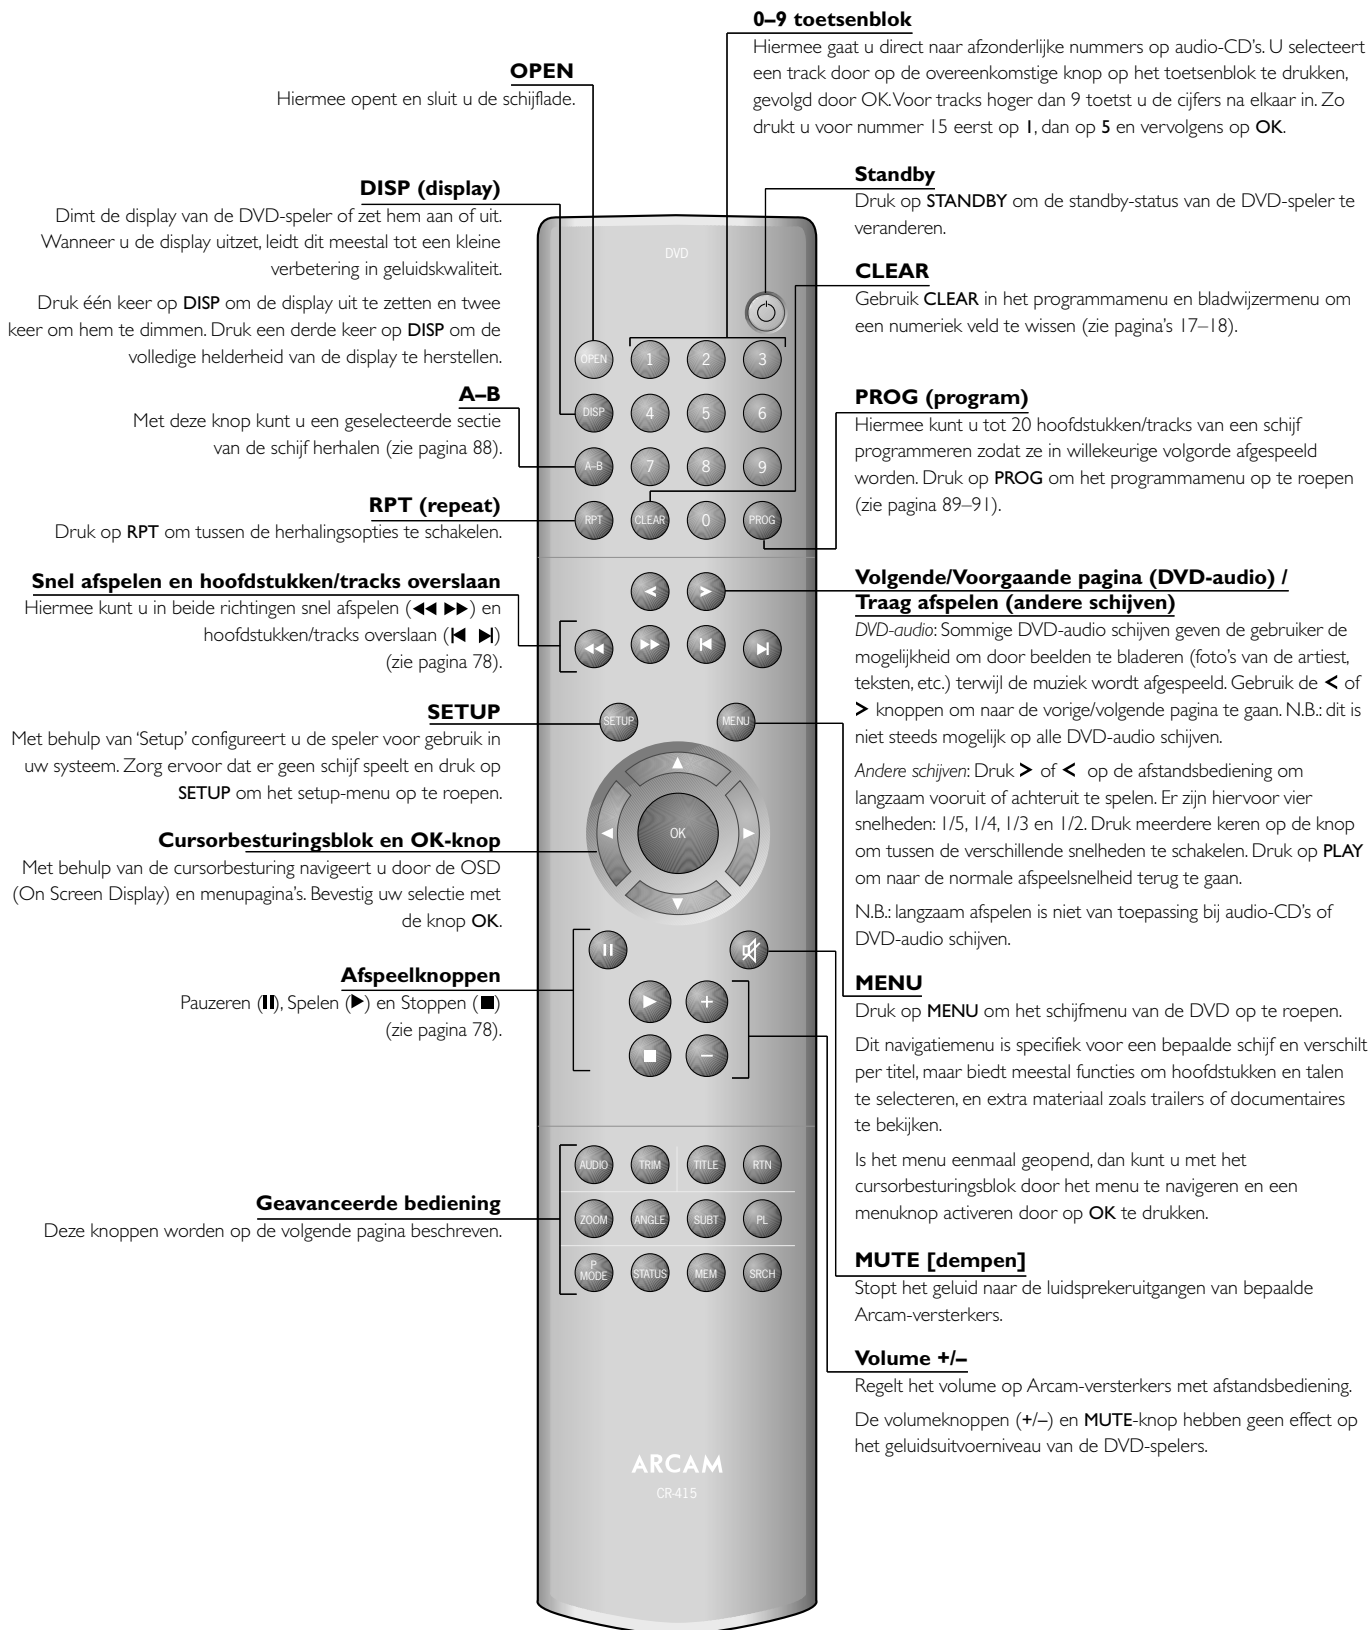 0–9 toetsenblok
Hiermee gaat u direct naar afzonderlijke nummers op audio-CD's. U selecteert
een track door op de overeenkomstige knop op het toetsenblok te drukken,
gevolgd door OK. Voor tracks hoger dan 9 toetst u de cijfers na elkaar in. Zo
drukt u voor nummer 15 eerst op 1, dan op 5 en vervolgens op OK.
OPEN
Hiermee opent en sluit u de schijflade.
DISP (display)
Dimt de display van de DVD-speler of zet hem aan of uit.
Wanneer u de display uitzet, leidt dit meestal tot een kleine
verbetering in geluidskwaliteit.
Druk één keer op DISP om de display uit te zetten en twee
keer om hem te dimmen. Druk een derde keer op DISP om de
volledige helderheid van de display te herstellen.
A–B
Met deze knop kunt u een geselecteerde sectie
van de schijf herhalen (zie pagina 88).
RPT (repeat)
Druk op RPT om tussen de herhalingsopties te schakelen.
Snel afspelen en hoofdstukken/tracks overslaan
Hiermee kunt u in beide richtingen snel afspelen (◀◀ ▶▶) en
hoofdstukken/tracks overslaan (|◀ ▶|)
(zie pagina 78).
SETUP
Met behulp van 'Setup' configureert u de speler voor gebruik in
uw systeem. Zorg ervoor dat er geen schijf speelt en druk op
SETUP om het setup-menu op te roepen.
Cursorbesturingsblok en OK-knop
Met behulp van de cursorbesturing navigeert u door de OSD
(On Screen Display) en menupagina's. Bevestig uw selectie met
de knop OK.
Afspeelknoppen
Pauzeren (II), Spelen (▶) en Stoppen (■)
(zie pagina 78).
Geavanceerde bediening
Deze knoppen worden op de volgende pagina beschreven.
DVD
OPEN 1 2 3
DISP 4 5 6
A–B 7 8 9
RPT CLEAR 0 PROG
< >
◀◀ ▶▶ |◀ ▶|
SETUP MENU
▲
◀ OK ▶
▼
II
▶ +
■ –
AUDIO TRIM TITLE RTN
ZOOM ANGLE SUBT PL
P MODE STATUS MEM SRCH
ARCAM
CR-415
Standby
Druk op STANDBY om de standby-status van de DVD-speler te
veranderen.
CLEAR
Gebruik CLEAR in het programmamenu en bladwijzermenu om
een numeriek veld te wissen (zie pagina's 17–18).
PROG (program)
Hiermee kunt u tot 20 hoofdstukken/tracks van een schijf
programmeren zodat ze in willekeurige volgorde afgespeeld
worden. Druk op PROG om het programmamenu op te roepen
(zie pagina 89–91).
Volgende/Voorgaande pagina (DVD-audio) /
Traag afspelen (andere schijven)
DVD-audio: Sommige DVD-audio schijven geven de gebruiker de
mogelijkheid om door beelden te bladeren (foto's van de artiest,
teksten, etc.) terwijl de muziek wordt afgespeeld. Gebruik de < of
> knoppen om naar de vorige/volgende pagina te gaan. N.B.: dit is
niet steeds mogelijk op alle DVD-audio schijven.
Andere schijven: Druk > of < op de afstandsbediening om
langzaam vooruit of achteruit te spelen. Er zijn hiervoor vier
snelheden: 1/5, 1/4, 1/3 en 1/2. Druk meerdere keren op de knop
om tussen de verschillende snelheden te schakelen. Druk op PLAY
om naar de normale afspeelsnelheid terug te gaan.
N.B.: langzaam afspelen is niet van toepassing bij audio-CD's of
DVD-audio schijven.
MENU
Druk op MENU om het schijfmenu van de DVD op te roepen.
Dit navigatiemenu is specifiek voor een bepaalde schijf en verschilt
per titel, maar biedt meestal functies om hoofdstukken en talen
te selecteren, en extra materiaal zoals trailers of documentaires
te bekijken.
Is het menu eenmaal geopend, dan kunt u met het
cursorbesturingsblok door het menu te navigeren en een
menuknop activeren door op OK te drukken.
MUTE [dempen]
Stopt het geluid naar de luidsprekeruitgangen van bepaalde
Arcam-versterkers.
Volume +/–
Regelt het volume op Arcam-versterkers met afstandsbediening.
De volumeknoppen (+/–) en MUTE-knop hebben geen effect op
het geluidsuitvoerniveau van de DVD-spelers.